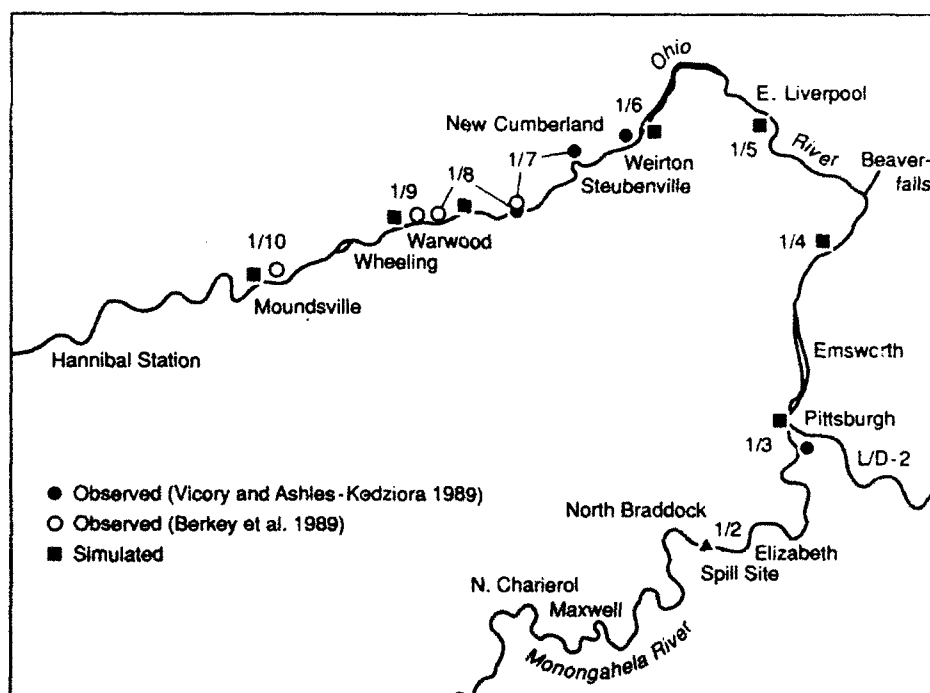 Ohio
1/6
E. Liverpool
New Cumberland
River
1/5
1/7
Weirton
Beaver-
falls
Steubenville
1/8
1/9
Warwood
1/4
1/10
Wheeling
Moundsville
Hannibal Station
Emsworth
Pittsburgh
1/3
L/D-2
● Observed (Vicory and Ashles-Kodziora 1989)
○ Observed (Berkey et al. 1989)
■ Simulated
North Braddock
1/2
Elizabeth
Spill Site
N. Charierol
Maxwell
Monongahela River